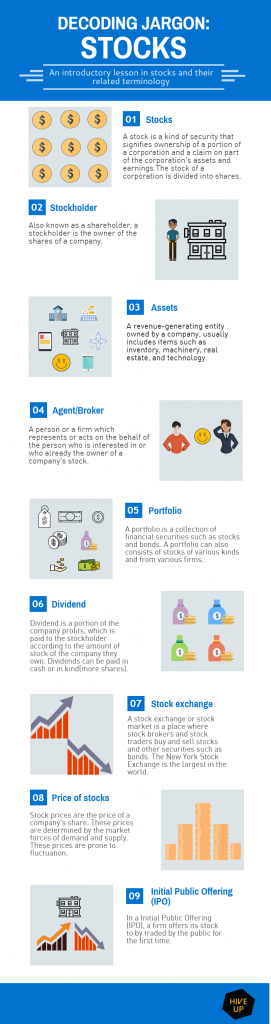 DECODING JARGON:
STOCKS
An introductory lesson in stocks and their
related terminology
01 Stocks
A stock is a kind of security that
signifies ownership of a portion of
a corporation and a claim on part
of the corporation's assets and
earnings.The stock of a
corporation is divided into shares.
02 Stockholder
Also known as a shareholder, a
stockholder is the owner of the
shares of a company.
03 Assets
A revenue-generating entity
owned by a company; usually
includes items such as
inventory, machinery, real
estate, and technology.
04 Agent/Broker
A person or a firm which
represents or acts on the behalf of
the person who is interested in or
who already the owner of a
company's stock.
05 Portfolio
A portfolio is a collection of
financial securities such as stocks
and bonds. A portfolio can also
consists of stocks of various kinds
and from various firms.
06 Dividend
Dividend is a portion of the
company profits, which is
paid to the stockholder
according to the amount of
stock of the company they
own. Dividends can be paid in
cash or in kind(more shares).
07 Stock exchange
A stock exchange or stock
market is a place where
stock brokers and stock
traders buy and sell stocks
and other securities such as
bonds. The New York Stock
Exchange is the largest in the
world.
08 Price of stocks
Stock prices are the price of a
company's share. These prices
are determined by the market
forces of demand and supply.
These prices are prone to
fluctuation.
09 Initial Public Offering
(IPO)
In a Initial Public Offering
(IPO), a firm offers its stock
to by traded by the public for
the first time.
HIVE
UP